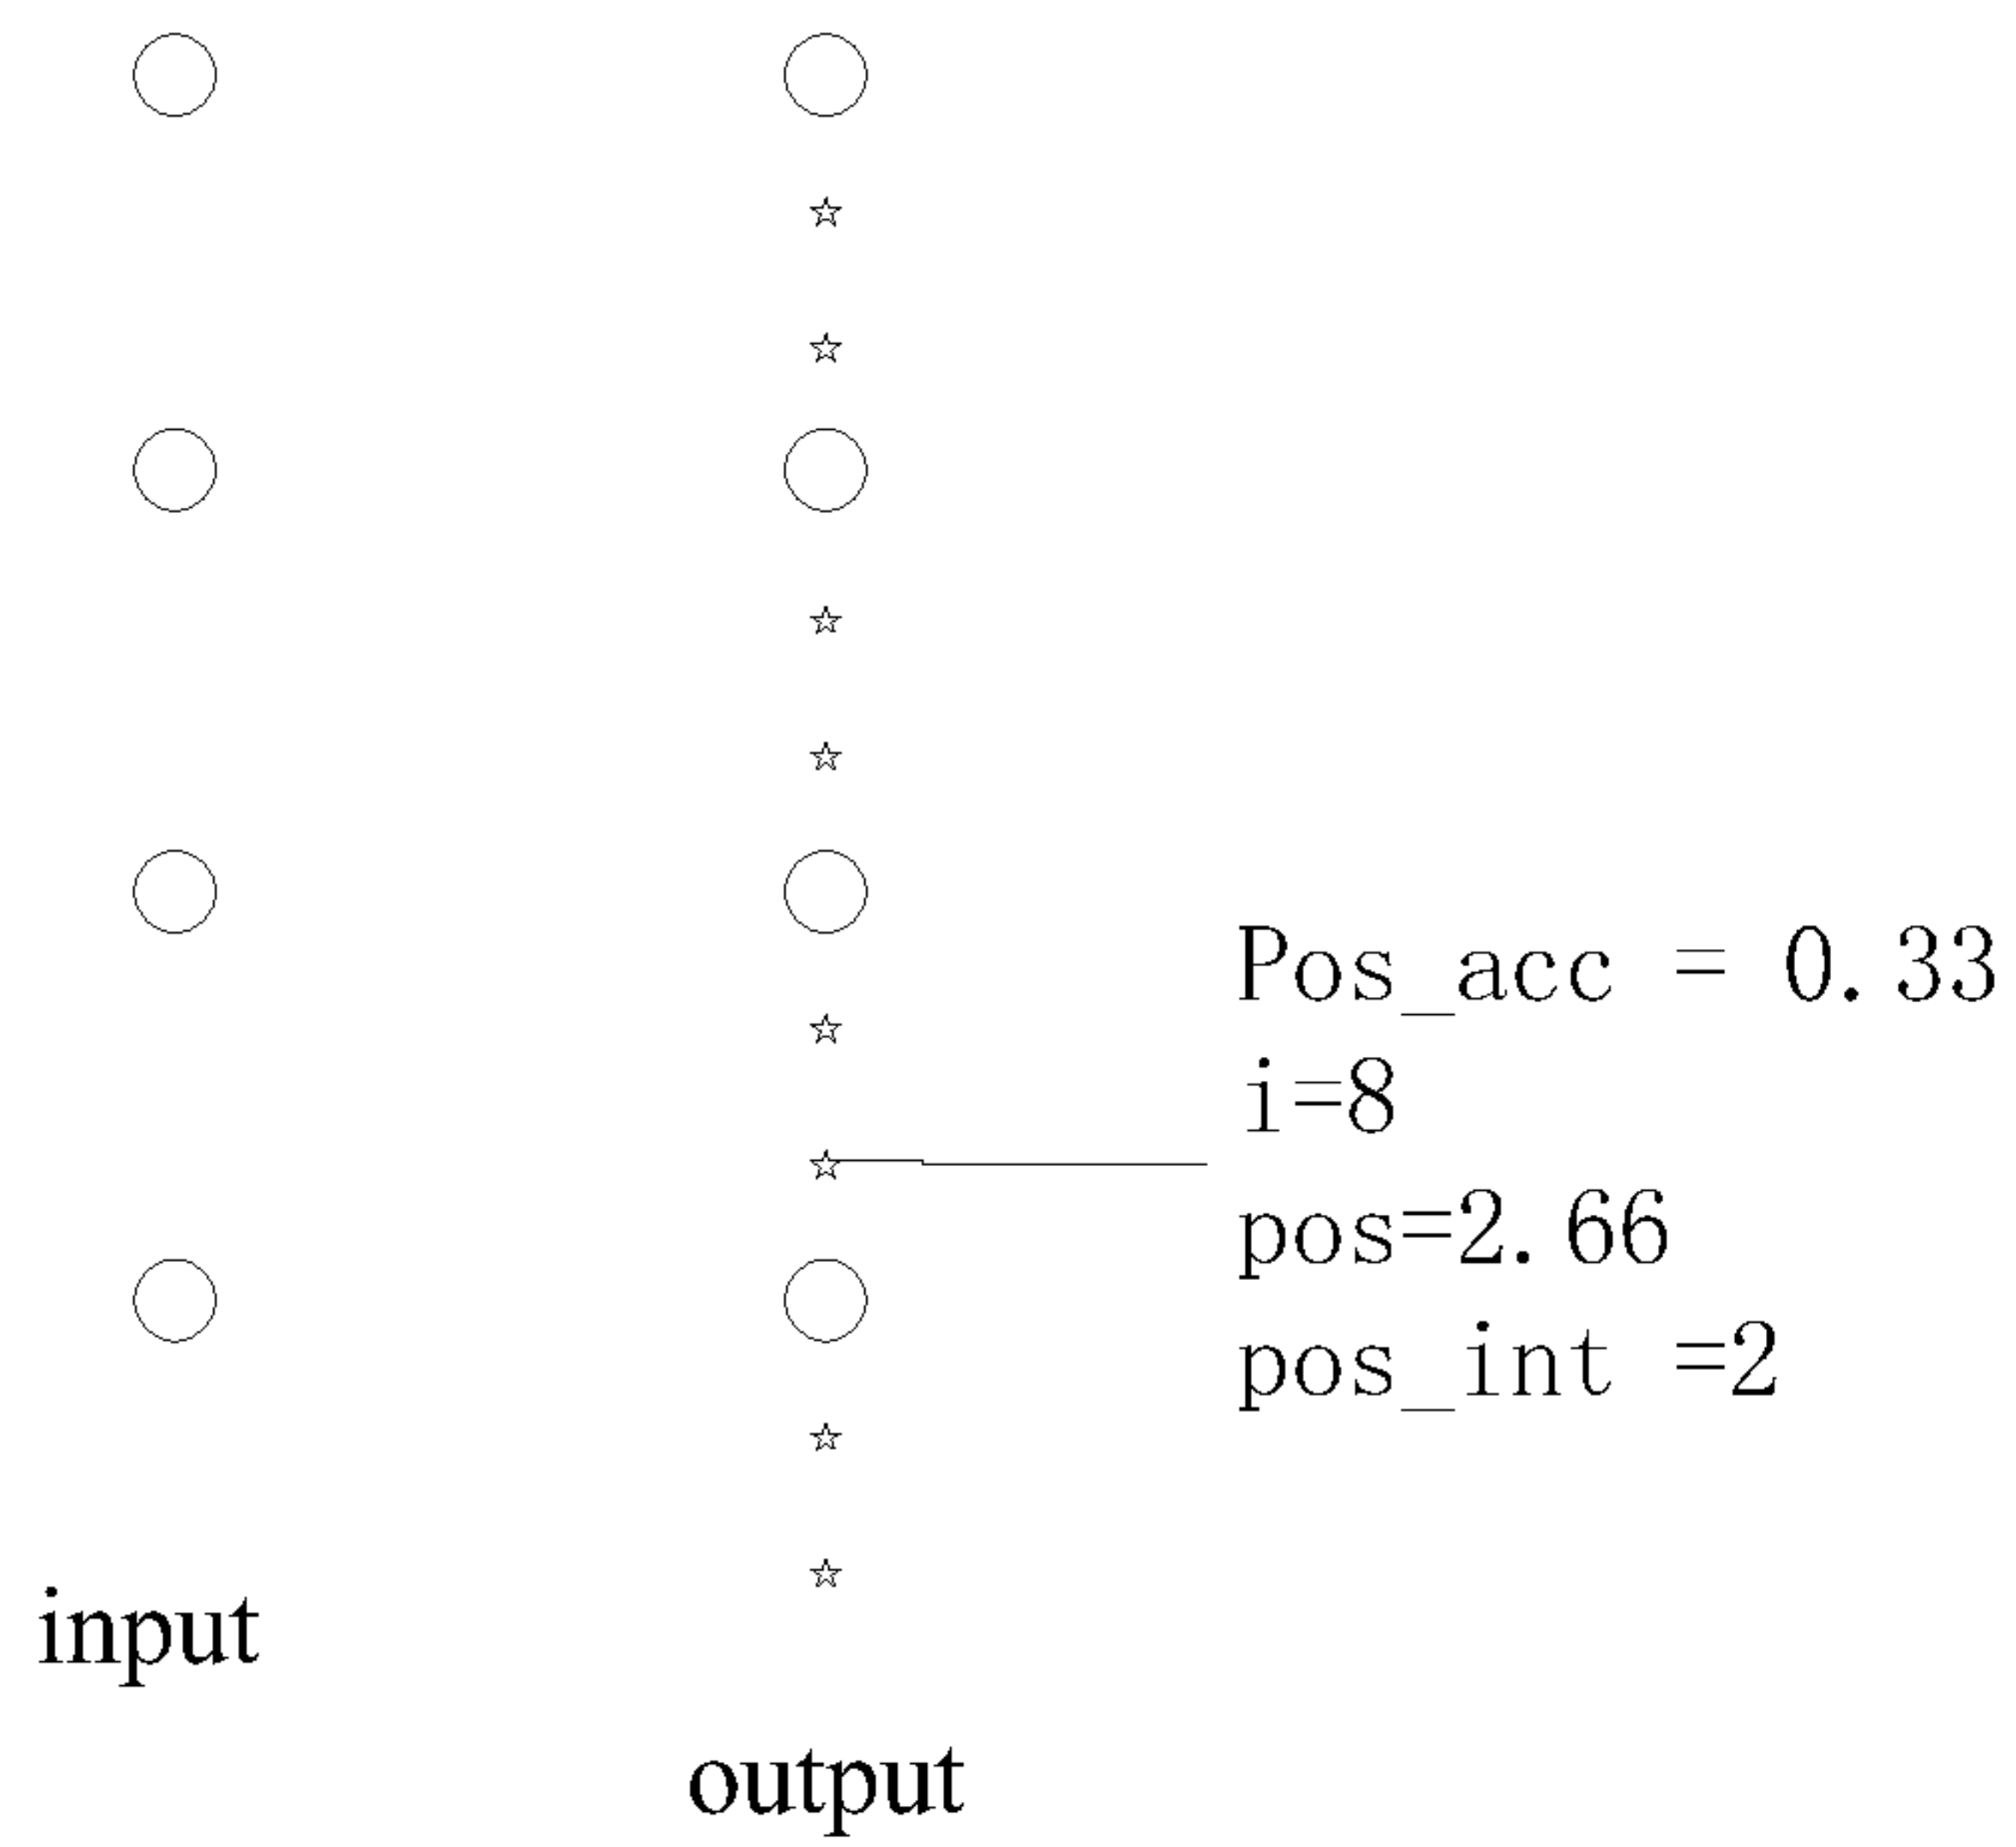 Pos_acc = 0.33
i=8
pos=2.66
pos_int =2
input
output